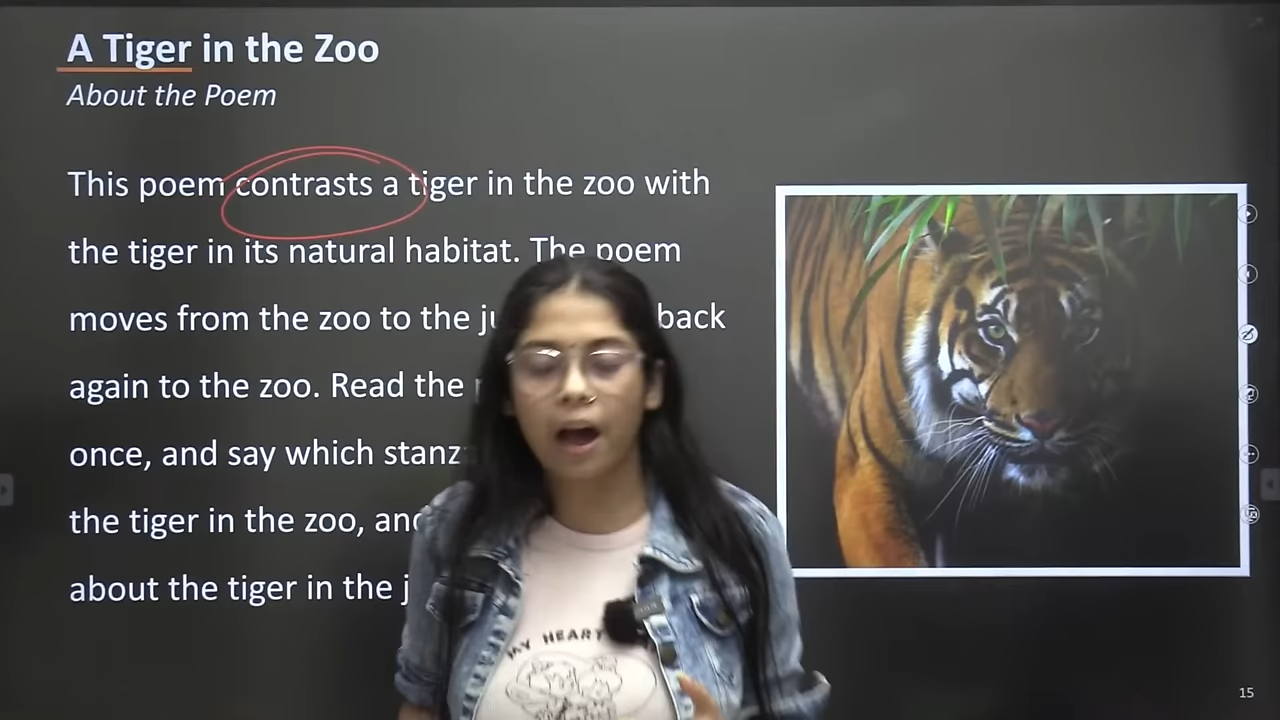 A Tiger in the Zoo
About the Poem
This poem contrasts a tiger in the zoo with
the tiger in its natural habitat. The poem
moves from the zoo to the back
again to the zoo. Read the
once, and say which
the tiger in the zoo,
about the tiger in the
MY HEART
15